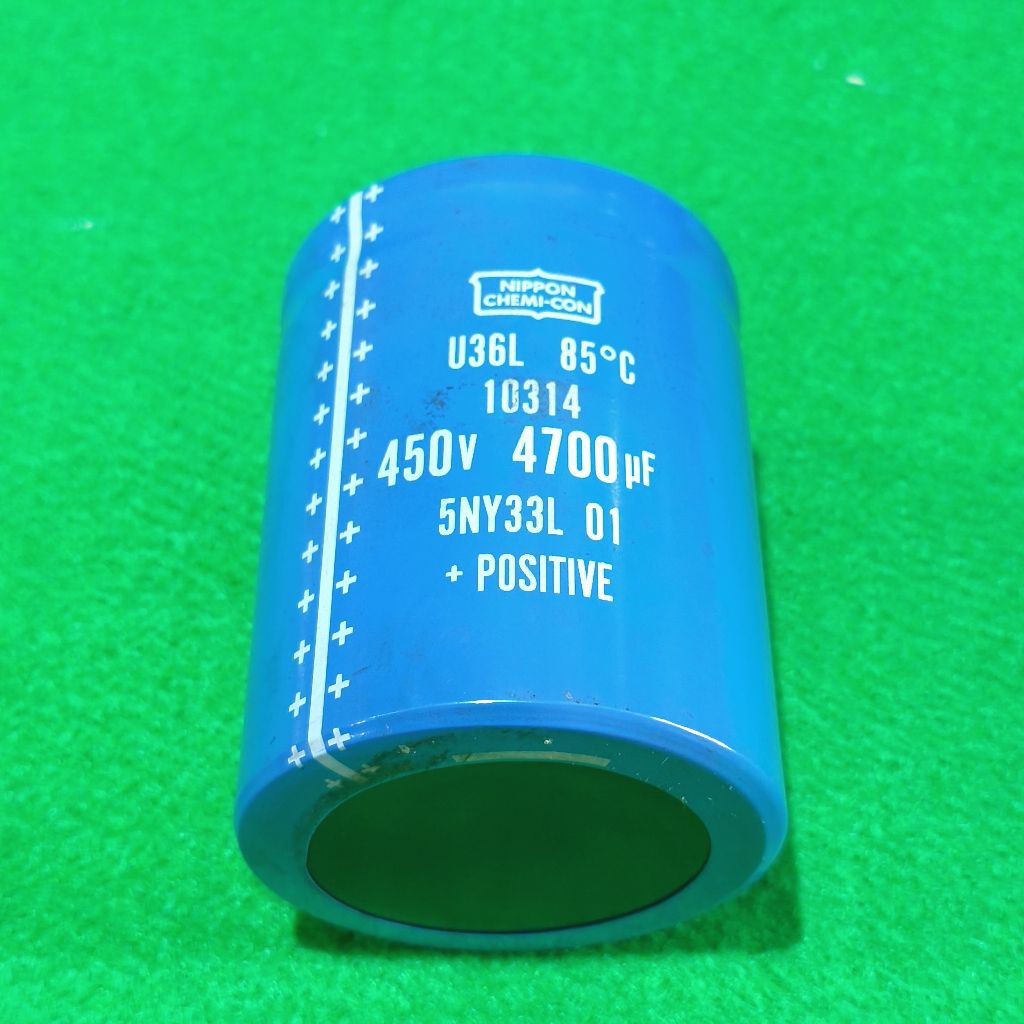 NIPPON
CHEMI-CON
U36L 85°C
10314
450V 4700µF
5NY33L 01
+ POSITIVE